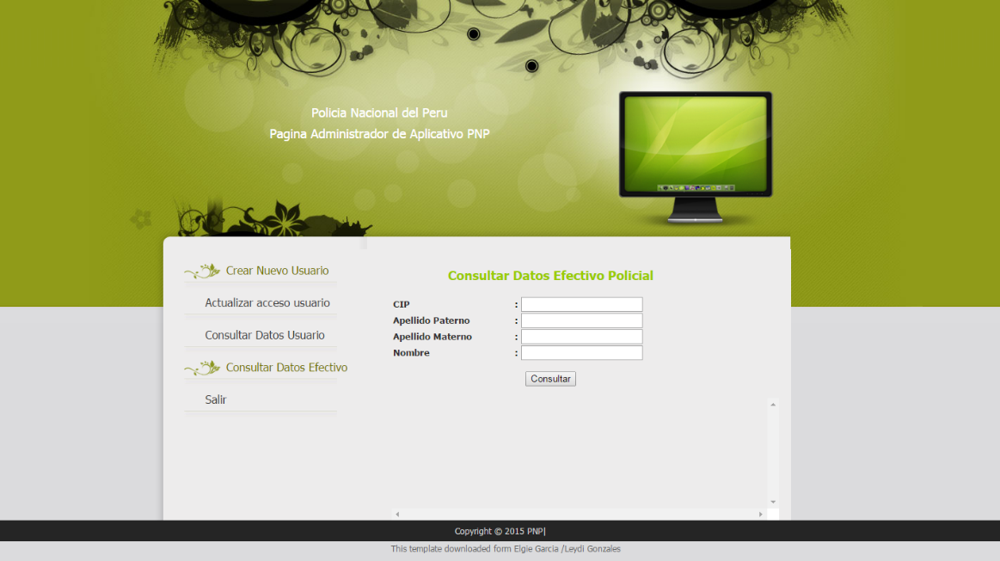 Policia Nacional del Peru
Pagina Administrador de Aplicativo PNP
Crear Nuevo Usuario
Actualizar acceso usuario
Consultar Datos Usuario
Consultar Datos Efectivo
Salir
Consultar Datos Efectivo Policial
CIP :
Apellido Paterno :
Apellido Materno :
Nombre :
Consultar
Copyright © 2015 PNP|
This template downloaded form Elgie Garcia /Leydi Gonzales